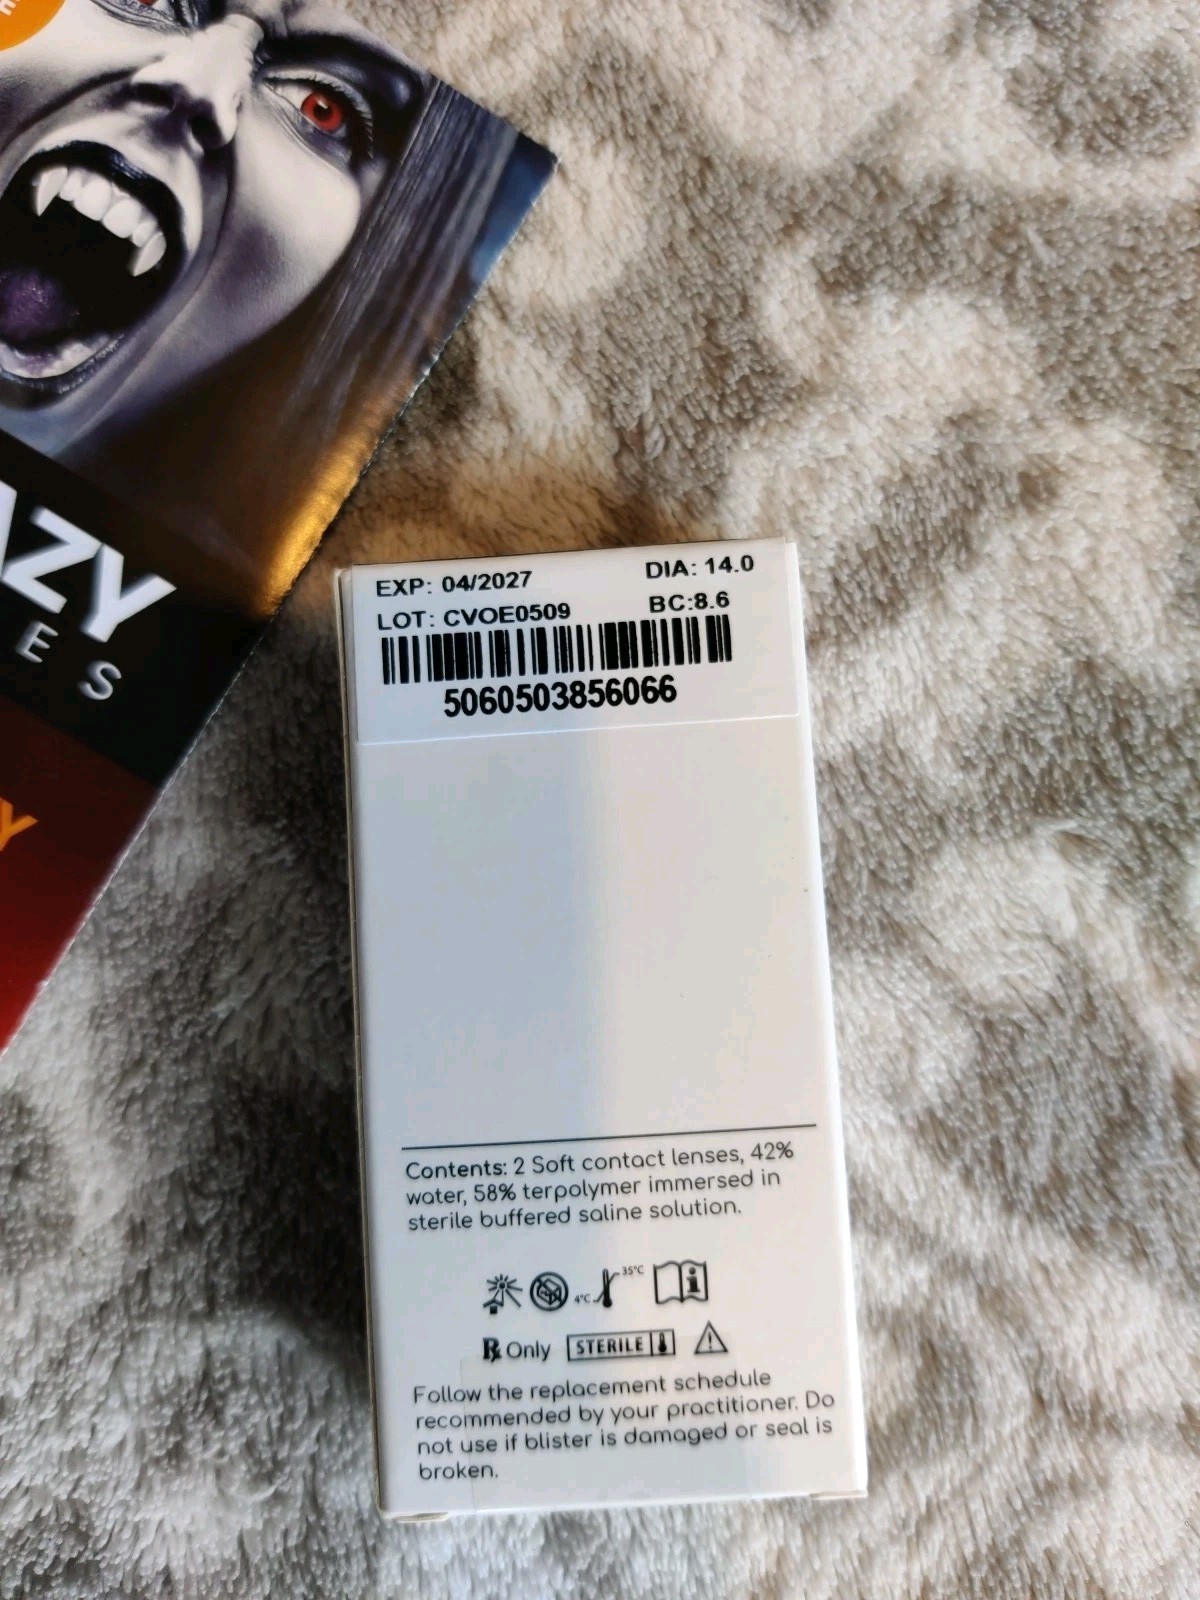 AZY
E S
Y
EXP: 04/2027 DIA: 14.0
LOT: CVOE0509 BC:8.6
5060503856066
Contents: 2 Soft contact lenses, 42%
water, 58% terpolymer immersed in
sterile buffered saline solution.
4°C 35°C
Rx Only STERILE
Follow the replacement schedule
recommended by your practitioner. Do
not use if blister is damaged or seal is
broken.